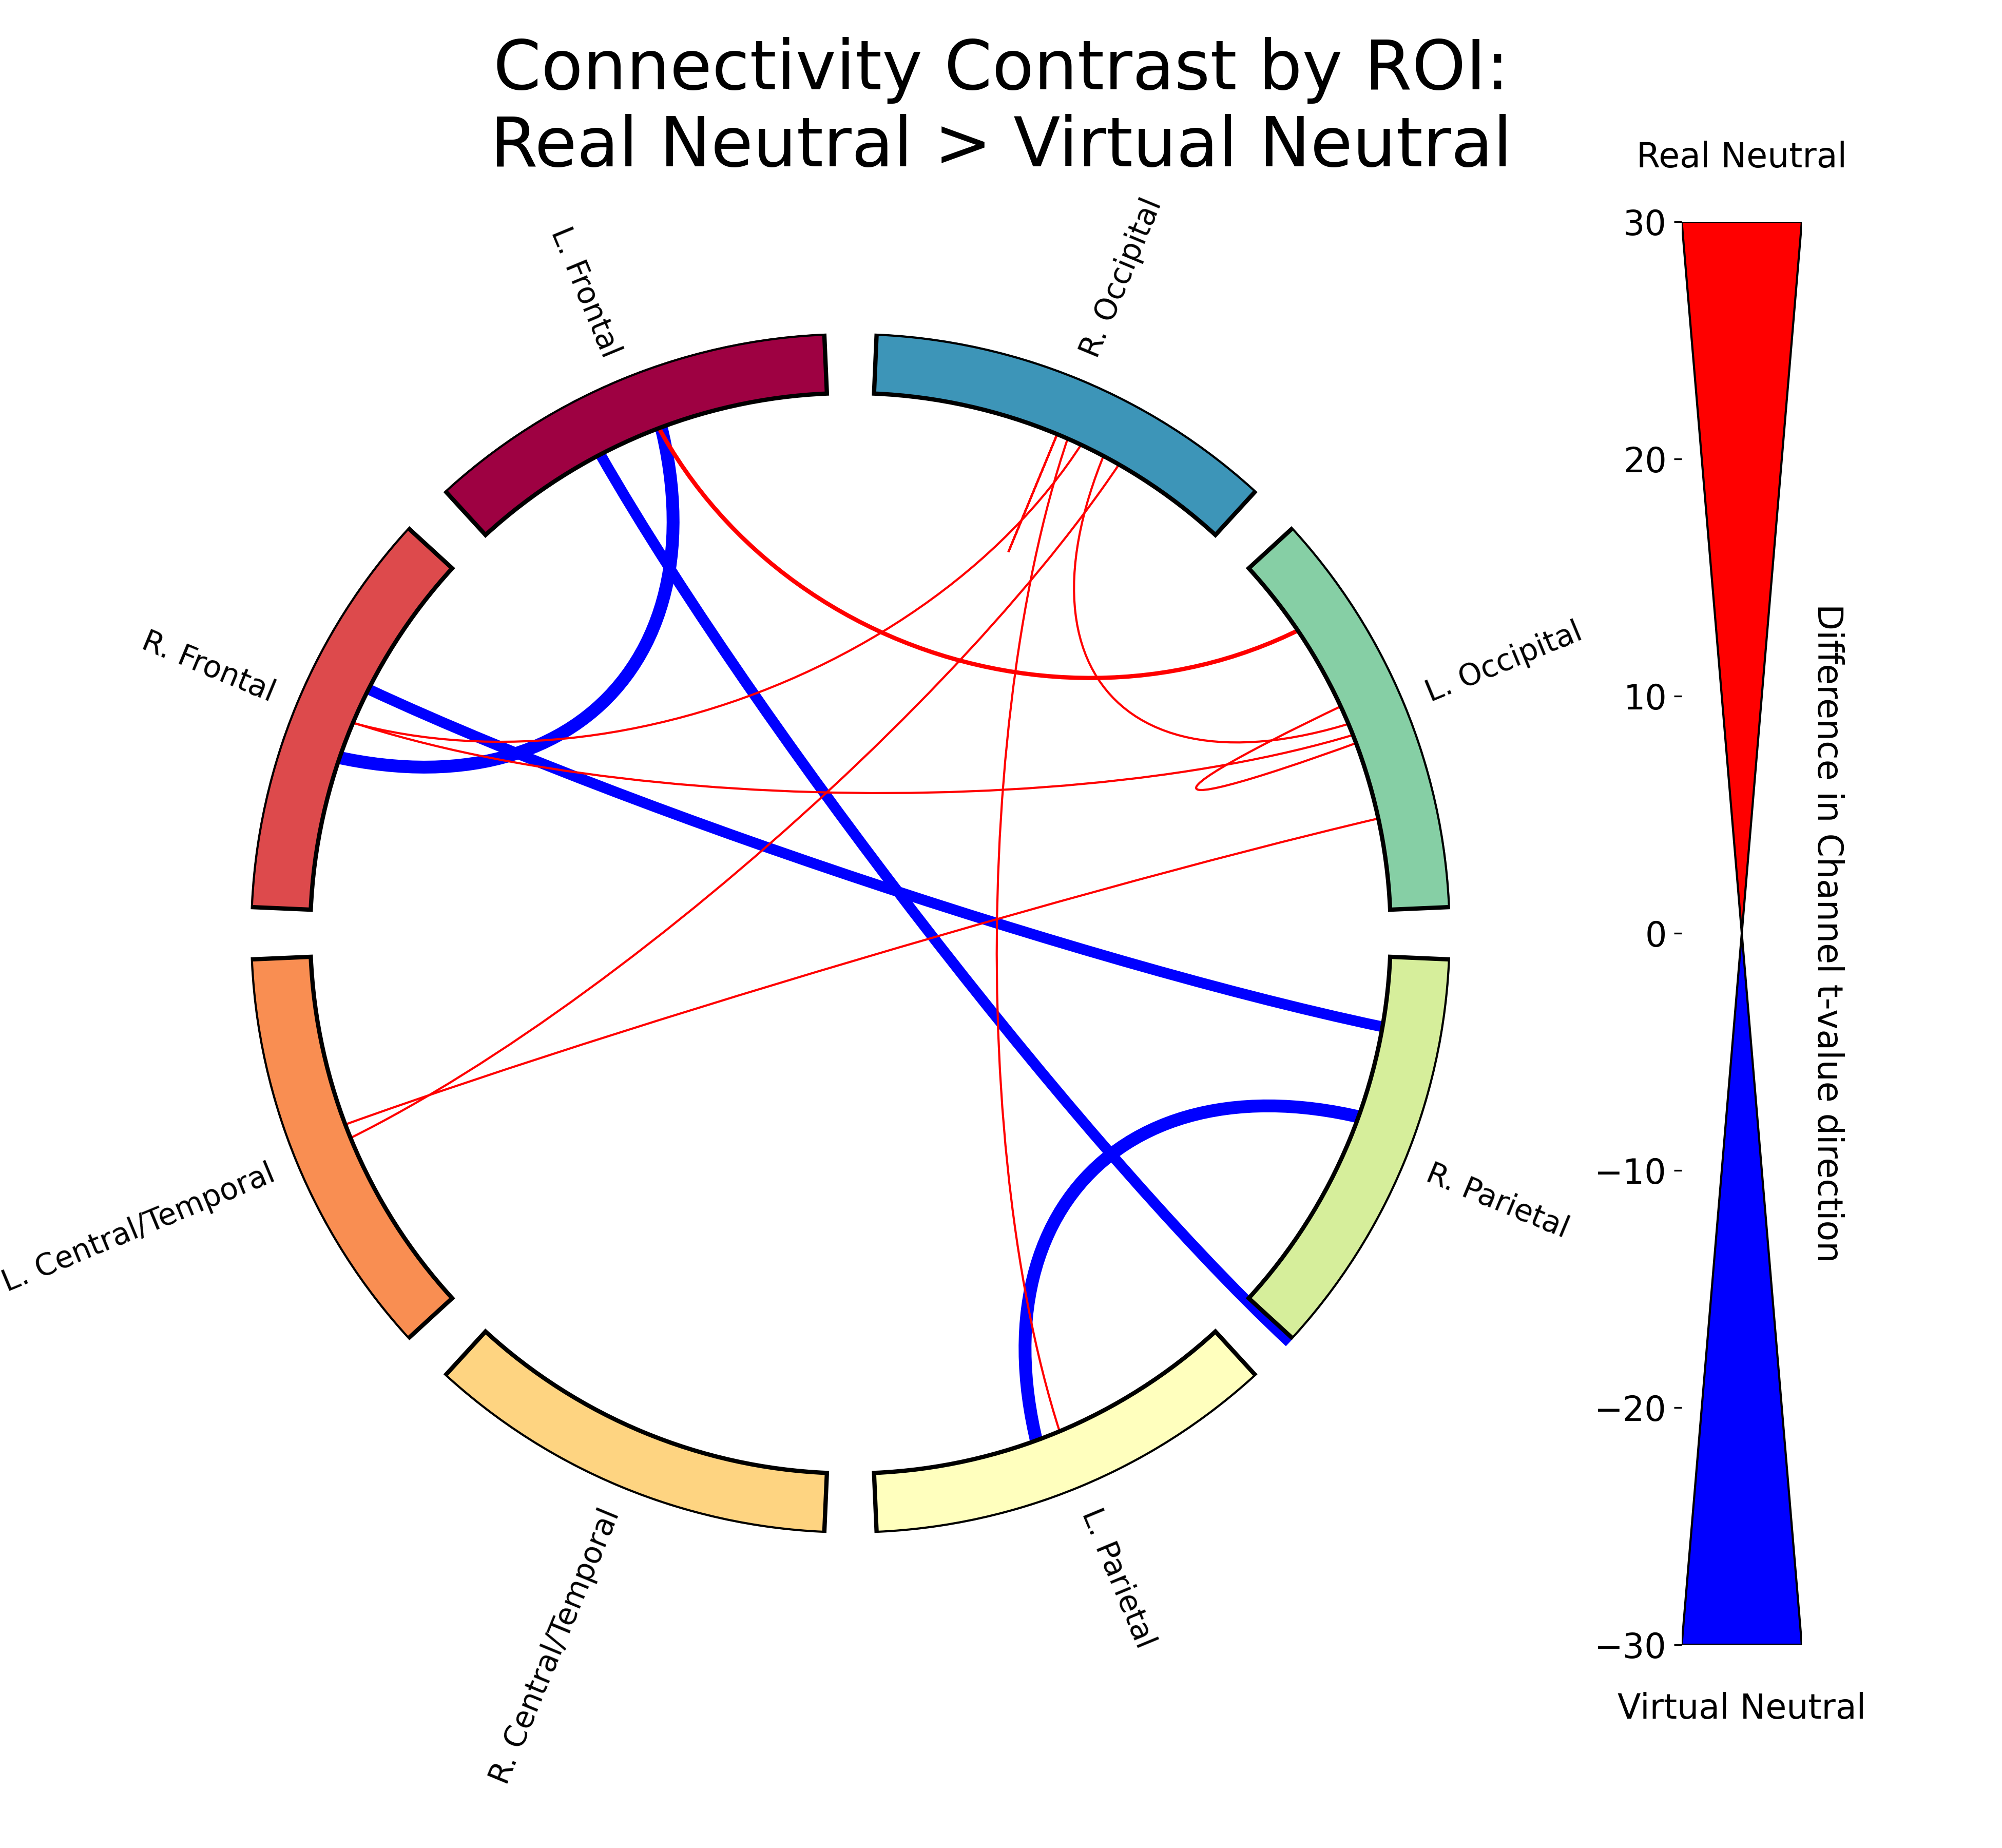 Connectivity Contrast by ROI:
Real Neutral > Virtual Neutral
Real Neutral
30
20
10
0
−10
−20
−30
Virtual Neutral
Difference in Channel t-value direction
L. Frontal
R. Occipital
R. Frontal
L. Occipital
L. Central/Temporal
R. Parietal
R. Central/Temporal
L. Parietal